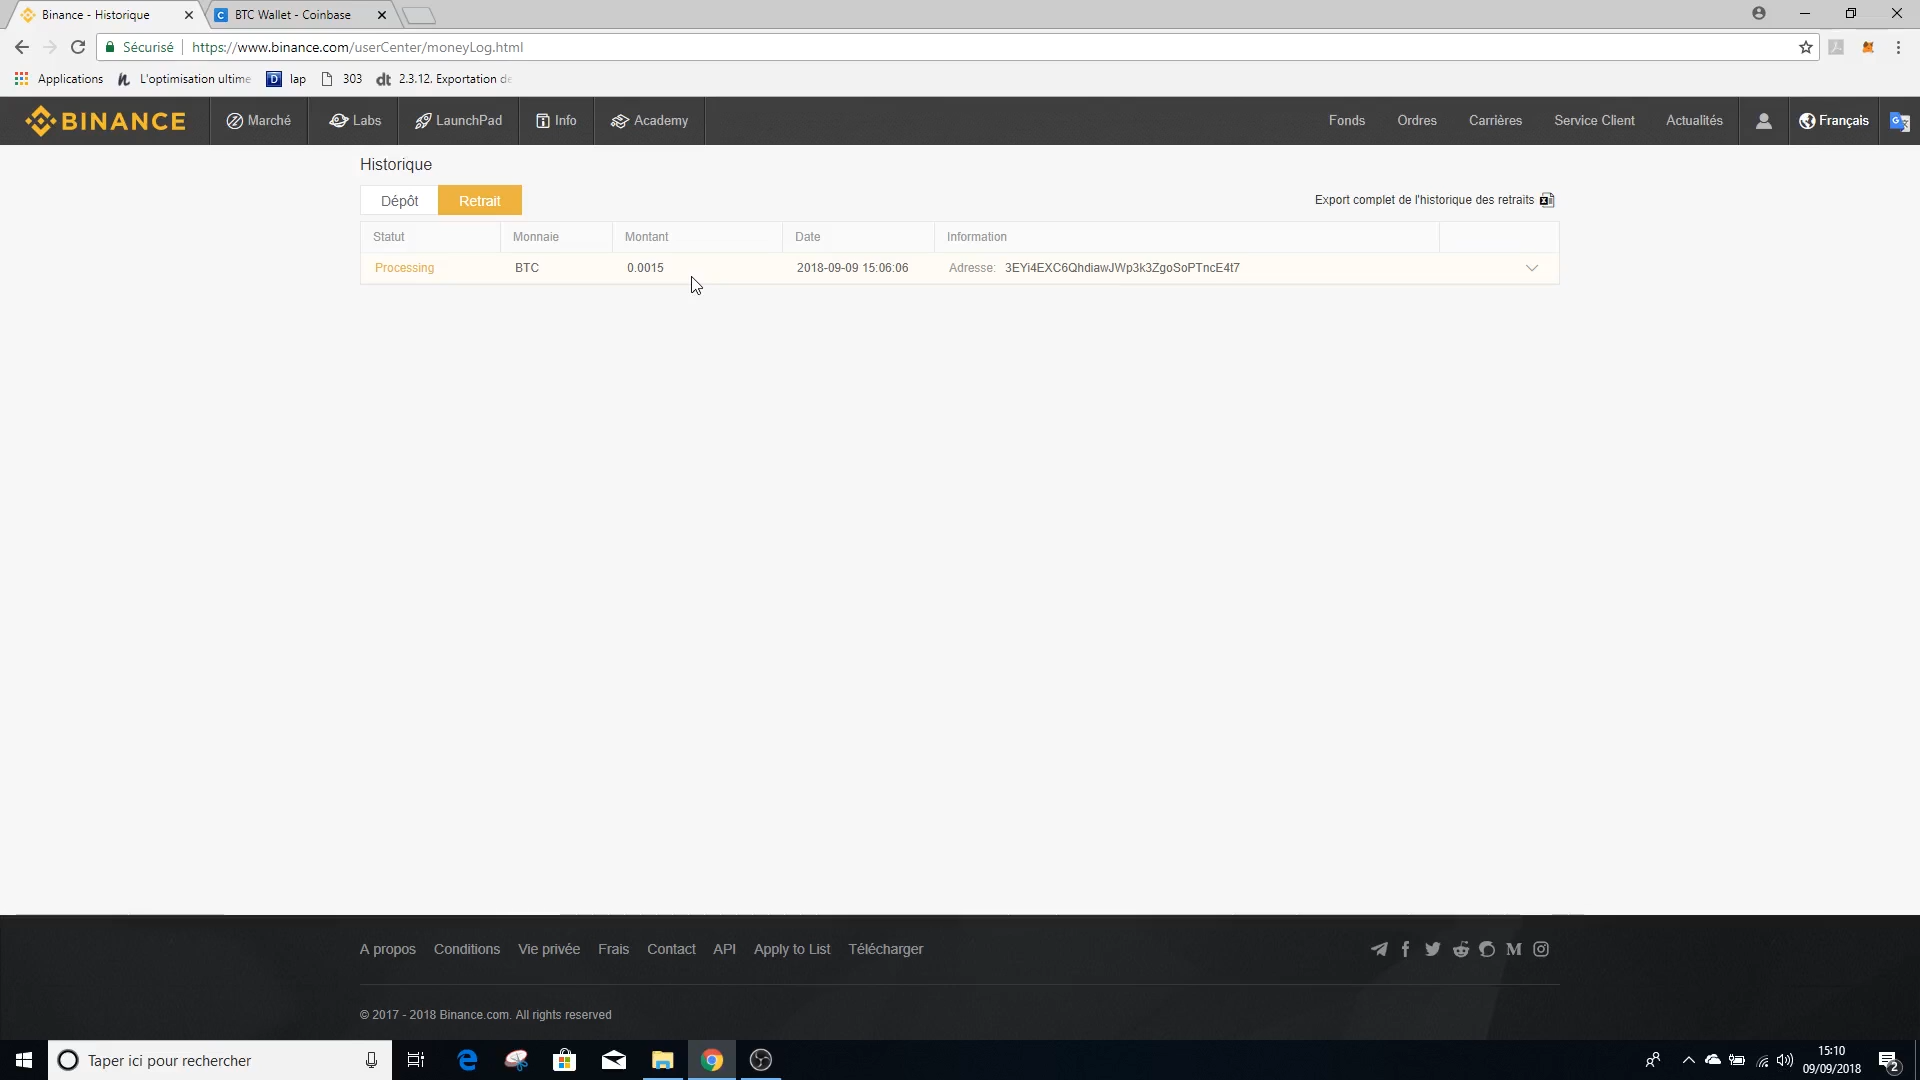 Binance - Historique
BTC Wallet - Coinbase
Sécurisé https://www.binance.com/userCenter/moneyLog.html
Applications L'optimisation ultime lap 303 2.3.12. Exportation de
BINANCE Marché Labs LaunchPad Info Academy Fonds Ordres Carrières Service Client Actualités Français
Historique
Dépôt Retrait Export complet de l'historique des retraits
Statut Monnaie Montant Date Information
Processing BTC 0.0015 2018-09-09 15:06:06 Adresse: 3EYi4EXC6QhdiawJWp3k3ZgoSoPTncE4t7
A propos Conditions Vie privée Frais Contact API Apply to List Télécharger
© 2017 - 2018 Binance.com. All rights reserved
Taper ici pour rechercher
15:10
09/09/2018
2